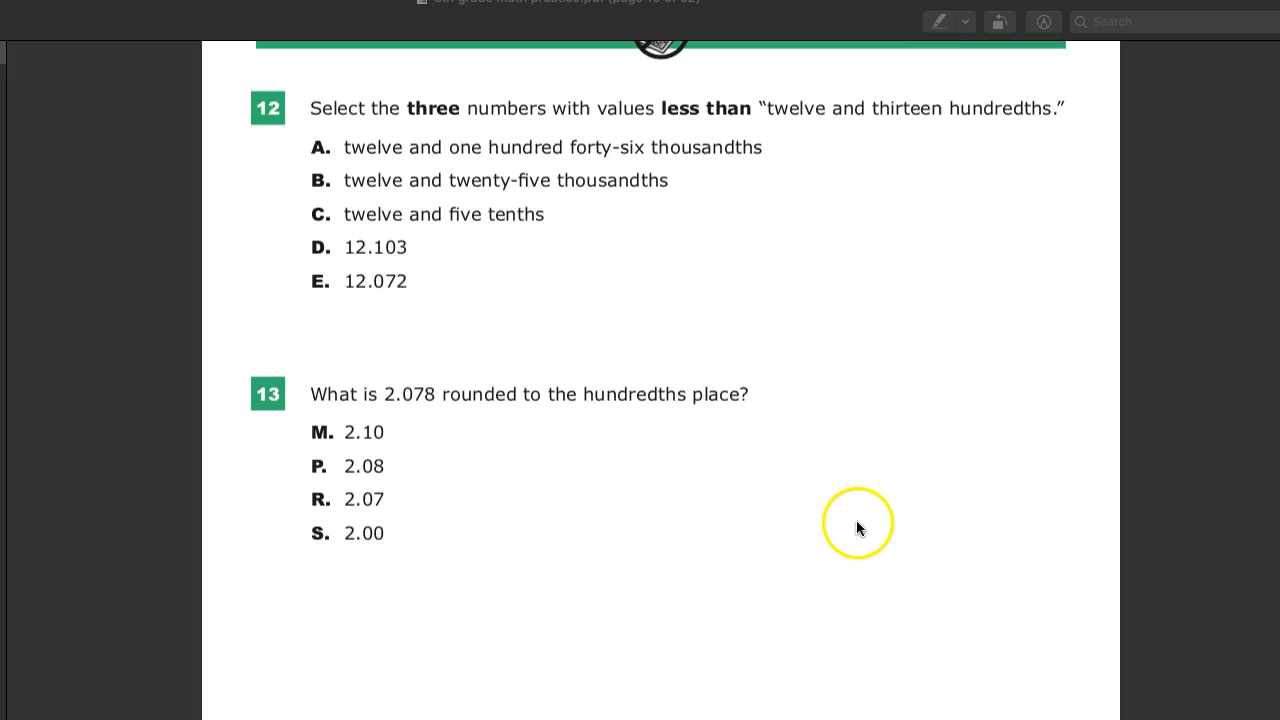 Search
12 Select the three numbers with values less than “twelve and thirteen hundredths.”
A. twelve and one hundred forty-six thousandths
B. twelve and twenty-five thousandths
C. twelve and five tenths
D. 12.103
E. 12.072
13 What is 2.078 rounded to the hundredths place?
M. 2.10
P. 2.08
R. 2.07
S. 2.00